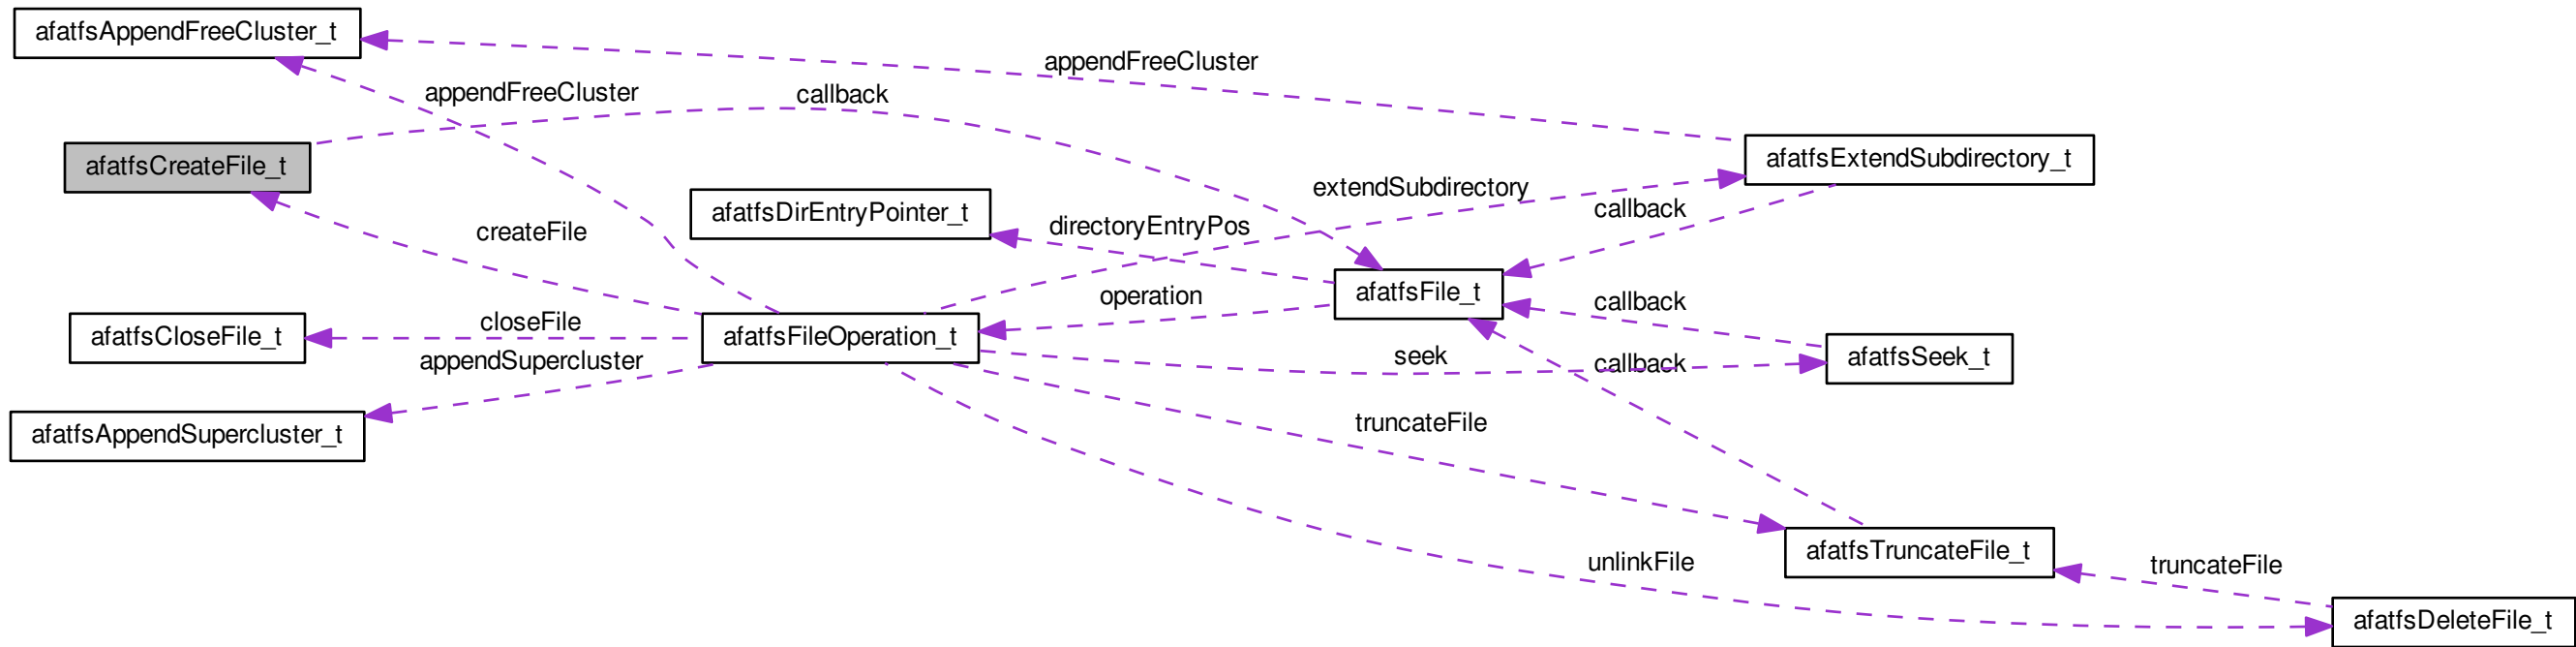 afatfsAppendFreeCluster_t
appendFreeCluster
appendFreeCluster
callback
afatfsCreateFile_t
afatfsExtendSubdirectory_t
extendSubdirectory
afatfsDirEntryPointer_t
callback
directoryEntryPos
createFile
afatfsFile_t
operation
callback
closeFile
afatfsCloseFile_t
afatfsFileOperation_t
seek
afatfsSeek_t
appendSupercluster
callback
truncateFile
afatfsAppendSupercluster_t
afatfsTruncateFile_t
unlinkFile
truncateFile
afatfsDeleteFile_t